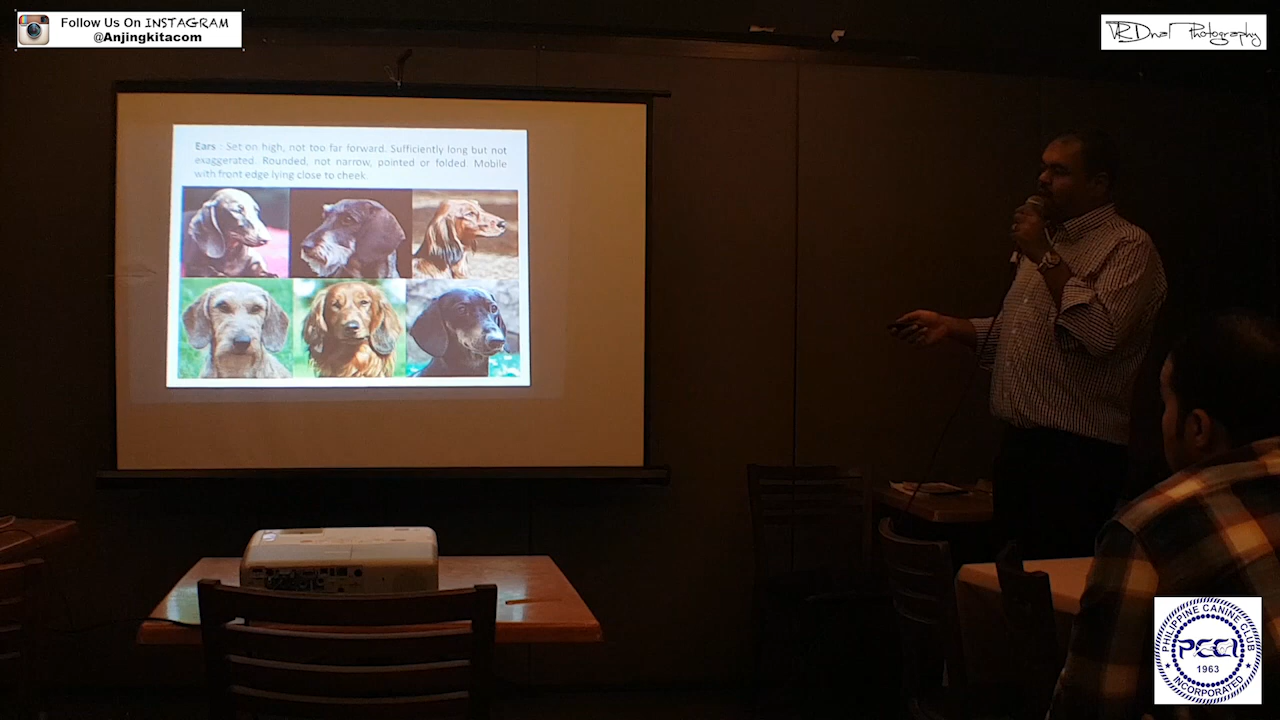 Follow Us On INSTAGRAM
@Anjingkitacom
VRDnal Photography
Ears : Set on high, not too far forward. Sufficiently long but not
exaggerated. Rounded, not narrow, pointed or folded. Mobile
with front edge lying close to cheek.
PHILIPPINE CANINE CLUB
PCCI
1963
INCORPORATED